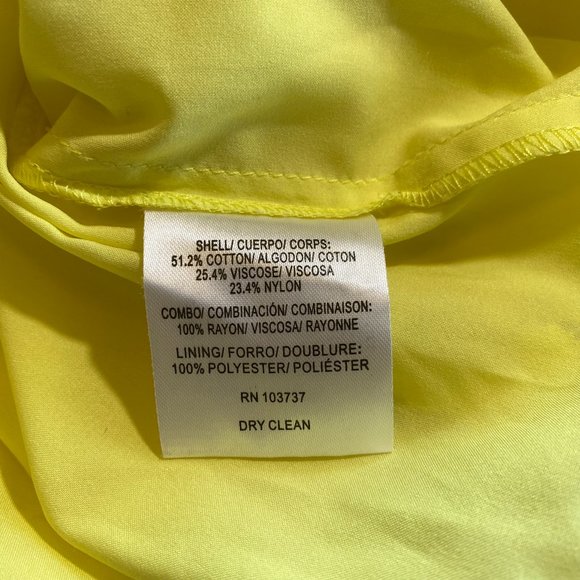 SHELL/ CUERPO/ CORPS:
51.2% COTTON/ ALGODON/ COTON
25.4% VISCOSE/ VISCOSA
23.4% NYLON
COMBO/ COMBINACIÓN/ COMBINAISON:
100% RAYON/ VISCOSA/ RAYONNE
LINING/ FORRO/ DOUBLURE:
100% POLYESTER/ POLIÉSTER
RN 103737
DRY CLEAN